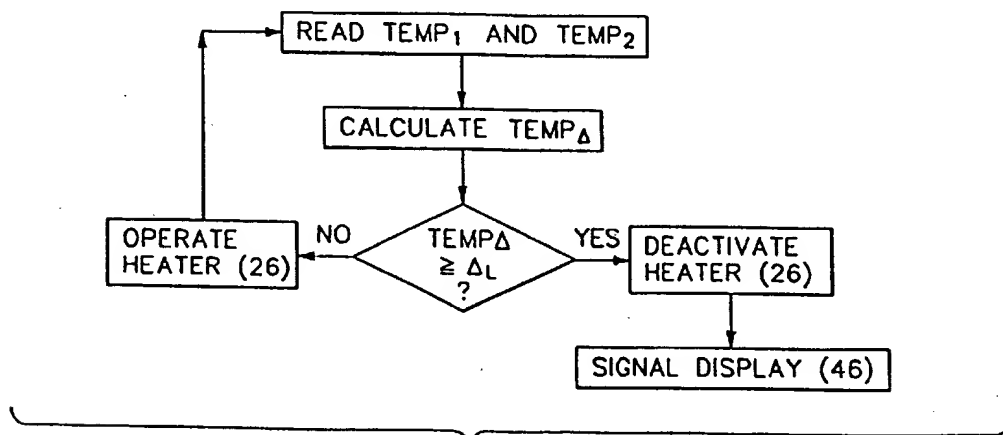 READ TEMP₁ AND TEMP₂
CALCULATE TEMPΔ
OPERATE
HEATER (26)
NO
TEMPΔ
≧ ΔL
?
YES
DEACTIVATE
HEATER (26)
SIGNAL DISPLAY (46)